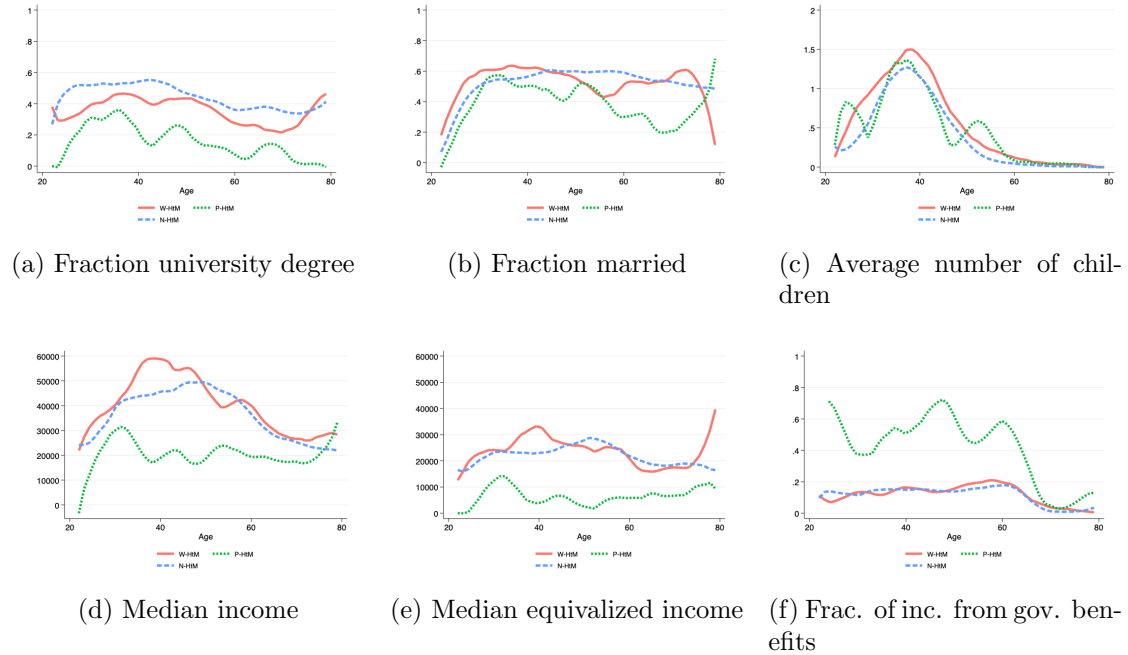 1 1 2
.8 .8
1.5
.6 .6
1
.4 .4
.5
.2 .2
0 0 0
20 40 60 80 20 40 60 80 20 40 60 80
Age Age Age
W-HtM P-HtM W-HtM P-HtM W-HtM P-HtM
N-HtM N-HtM N-HtM
(a) Fraction university degree (b) Fraction married (c) Average number of chil-
dren
60000 60000 1
50000 50000 .8
40000 40000
.6
30000 30000
.4
20000 20000
10000 10000 .2
0 0 0
20 40 60 80 20 40 60 80 20 40 60 80
Age Age Age
W-HtM P-HtM W-HtM P-HtM W-HtM P-HtM
N-HtM N-HtM N-HtM
(d) Median income (e) Median equivalized income (f) Frac. of inc. from gov. ben-
efits